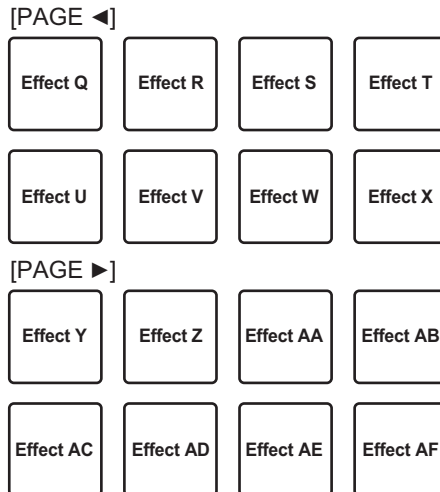 [PAGE ◄]
Effect Q Effect R Effect S Effect T
Effect U Effect V Effect W Effect X
[PAGE ►]
Effect Y Effect Z Effect AA Effect AB
Effect AC Effect AD Effect AE Effect AF